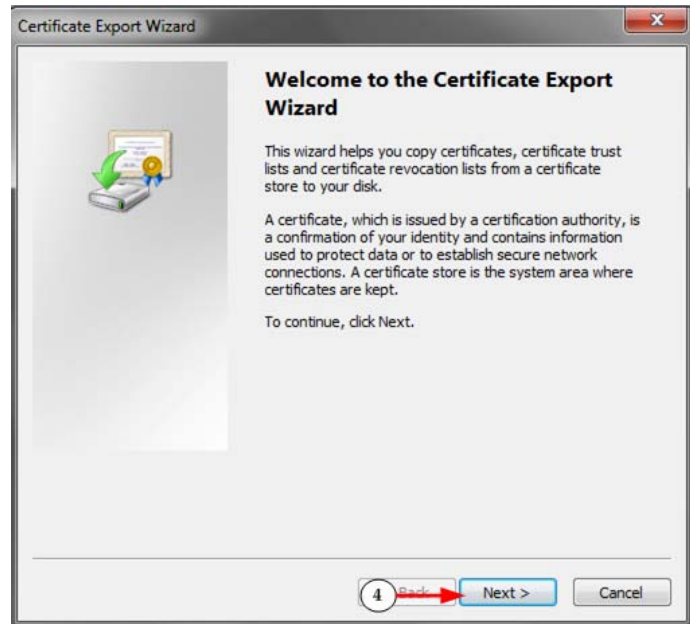 Certificate Export Wizard
Welcome to the Certificate Export
Wizard
This wizard helps you copy certificates, certificate trust
lists and certificate revocation lists from a certificate
store to your disk.
A certificate, which is issued by a certification authority, is
a confirmation of your identity and contains information
used to protect data or to establish secure network
connections. A certificate store is the system area where
certificates are kept.
To continue, click Next.
4 Back Next > Cancel